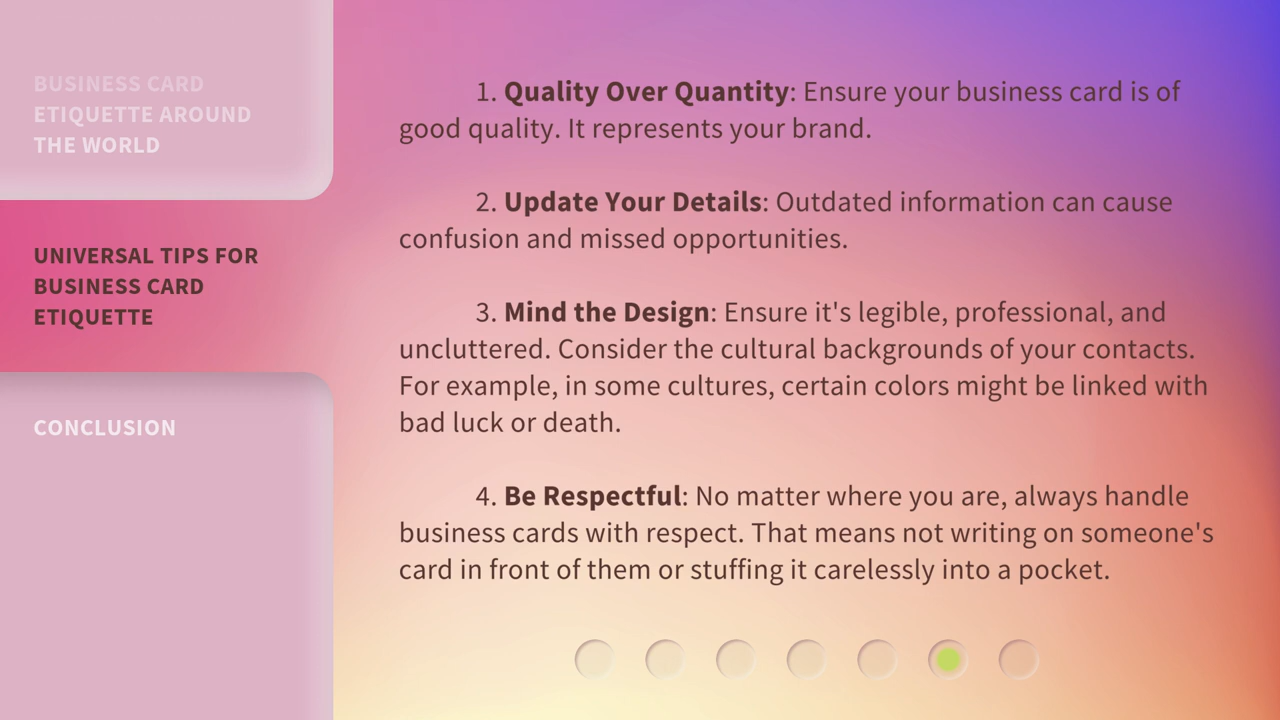 BUSINESS CARD
ETIQUETTE AROUND
THE WORLD
UNIVERSAL TIPS FOR
BUSINESS CARD
ETIQUETTE
CONCLUSION
1. Quality Over Quantity: Ensure your business card is of
good quality. It represents your brand.
2. Update Your Details: Outdated information can cause
confusion and missed opportunities.
3. Mind the Design: Ensure it's legible, professional, and
uncluttered. Consider the cultural backgrounds of your contacts.
For example, in some cultures, certain colors might be linked with
bad luck or death.
4. Be Respectful: No matter where you are, always handle
business cards with respect. That means not writing on someone's
card in front of them or stuffing it carelessly into a pocket.